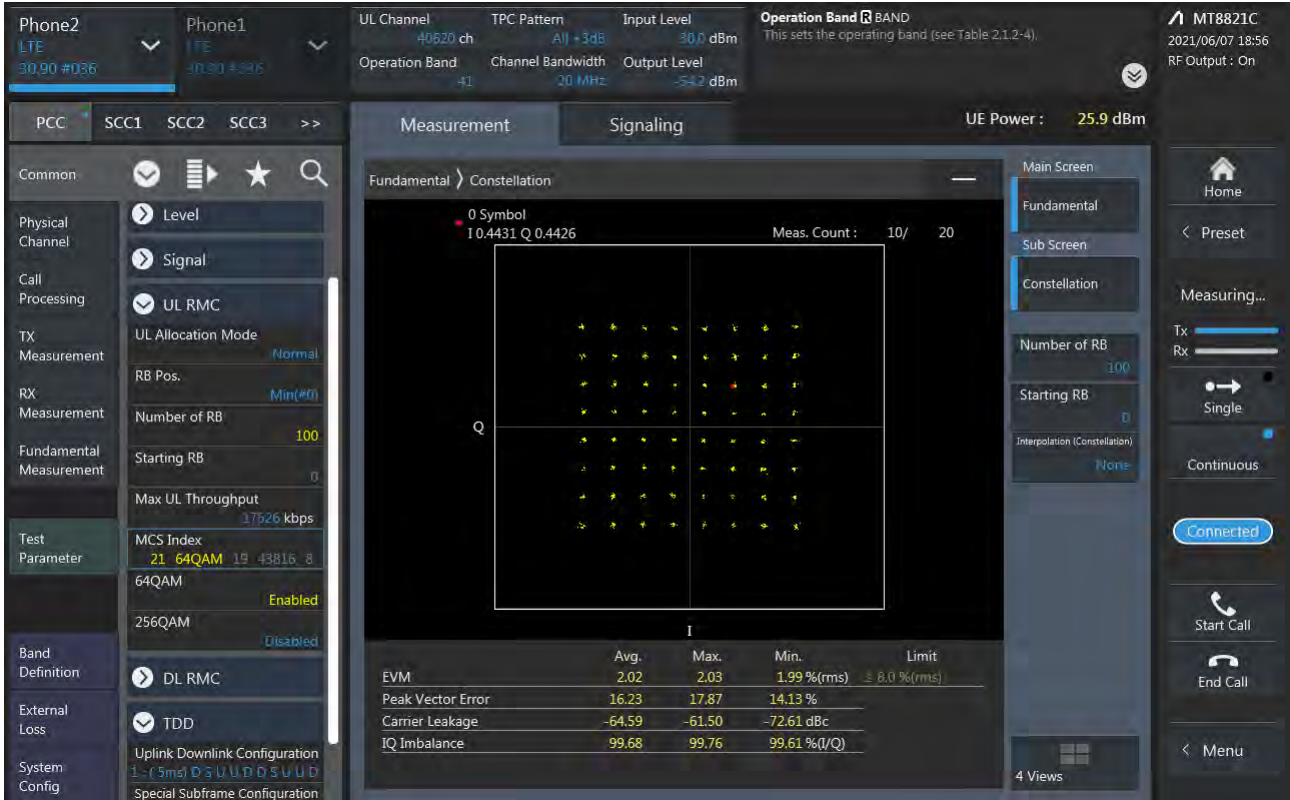 Phone2
LTE
30.90 #036
Phone1
LTE
30.90 #036
UL Channel
40620 ch
TPC Pattern
All +3dB
Input Level
30.0 dBm
Operation Band
41
Channel Bandwidth
20 MHz
Output Level
-54.2 dBm
Operation Band R BAND
This sets the operating band (see Table 2.1.2-4).
MT8821C
2021/06/07 18:56
RF Output : On
PCC SCC1 SCC2 SCC3 >>
Measurement
Signaling
UE Power : 25.9 dBm
Common
Physical
Channel
Call
Processing
TX
Measurement
RX
Measurement
Fundamental
Measurement
Test
Parameter
Band
Definition
External
Loss
System
Config
Level
Signal
UL RMC
UL Allocation Mode
Normal
RB Pos.
Min(#0)
Number of RB
100
Starting RB
0
Max UL Throughput
17526 kbps
MCS Index
21 64QAM 19 43816 8
64QAM
Enabled
256QAM
Disabled
DL RMC
TDD
Uplink Downlink Configuration
1 : ( 5ms) D S U U D D S U U D
Special Subframe Configuration
Fundamental 〉 Constellation
0 Symbol
I 0.4431 Q 0.4426
Meas. Count : 10/ 20
Q
I
Avg. Max. Min. Limit
EVM 2.02 2.03 1.99 %(rms) ≤ 8.0 %(rms)
Peak Vector Error 16.23 17.87 14.13 %
Carrier Leakage -64.59 -61.50 -72.61 dBc
IQ Imbalance 99.68 99.76 99.61 %(I/Q)
Main Screen
Fundamental
Sub Screen
Constellation
Number of RB
100
Starting RB
0
Interpolation (Constellation)
None
4 Views
Home
< Preset
Measuring...
Tx
Rx
Single
Continuous
Connected
Start Call
End Call
< Menu